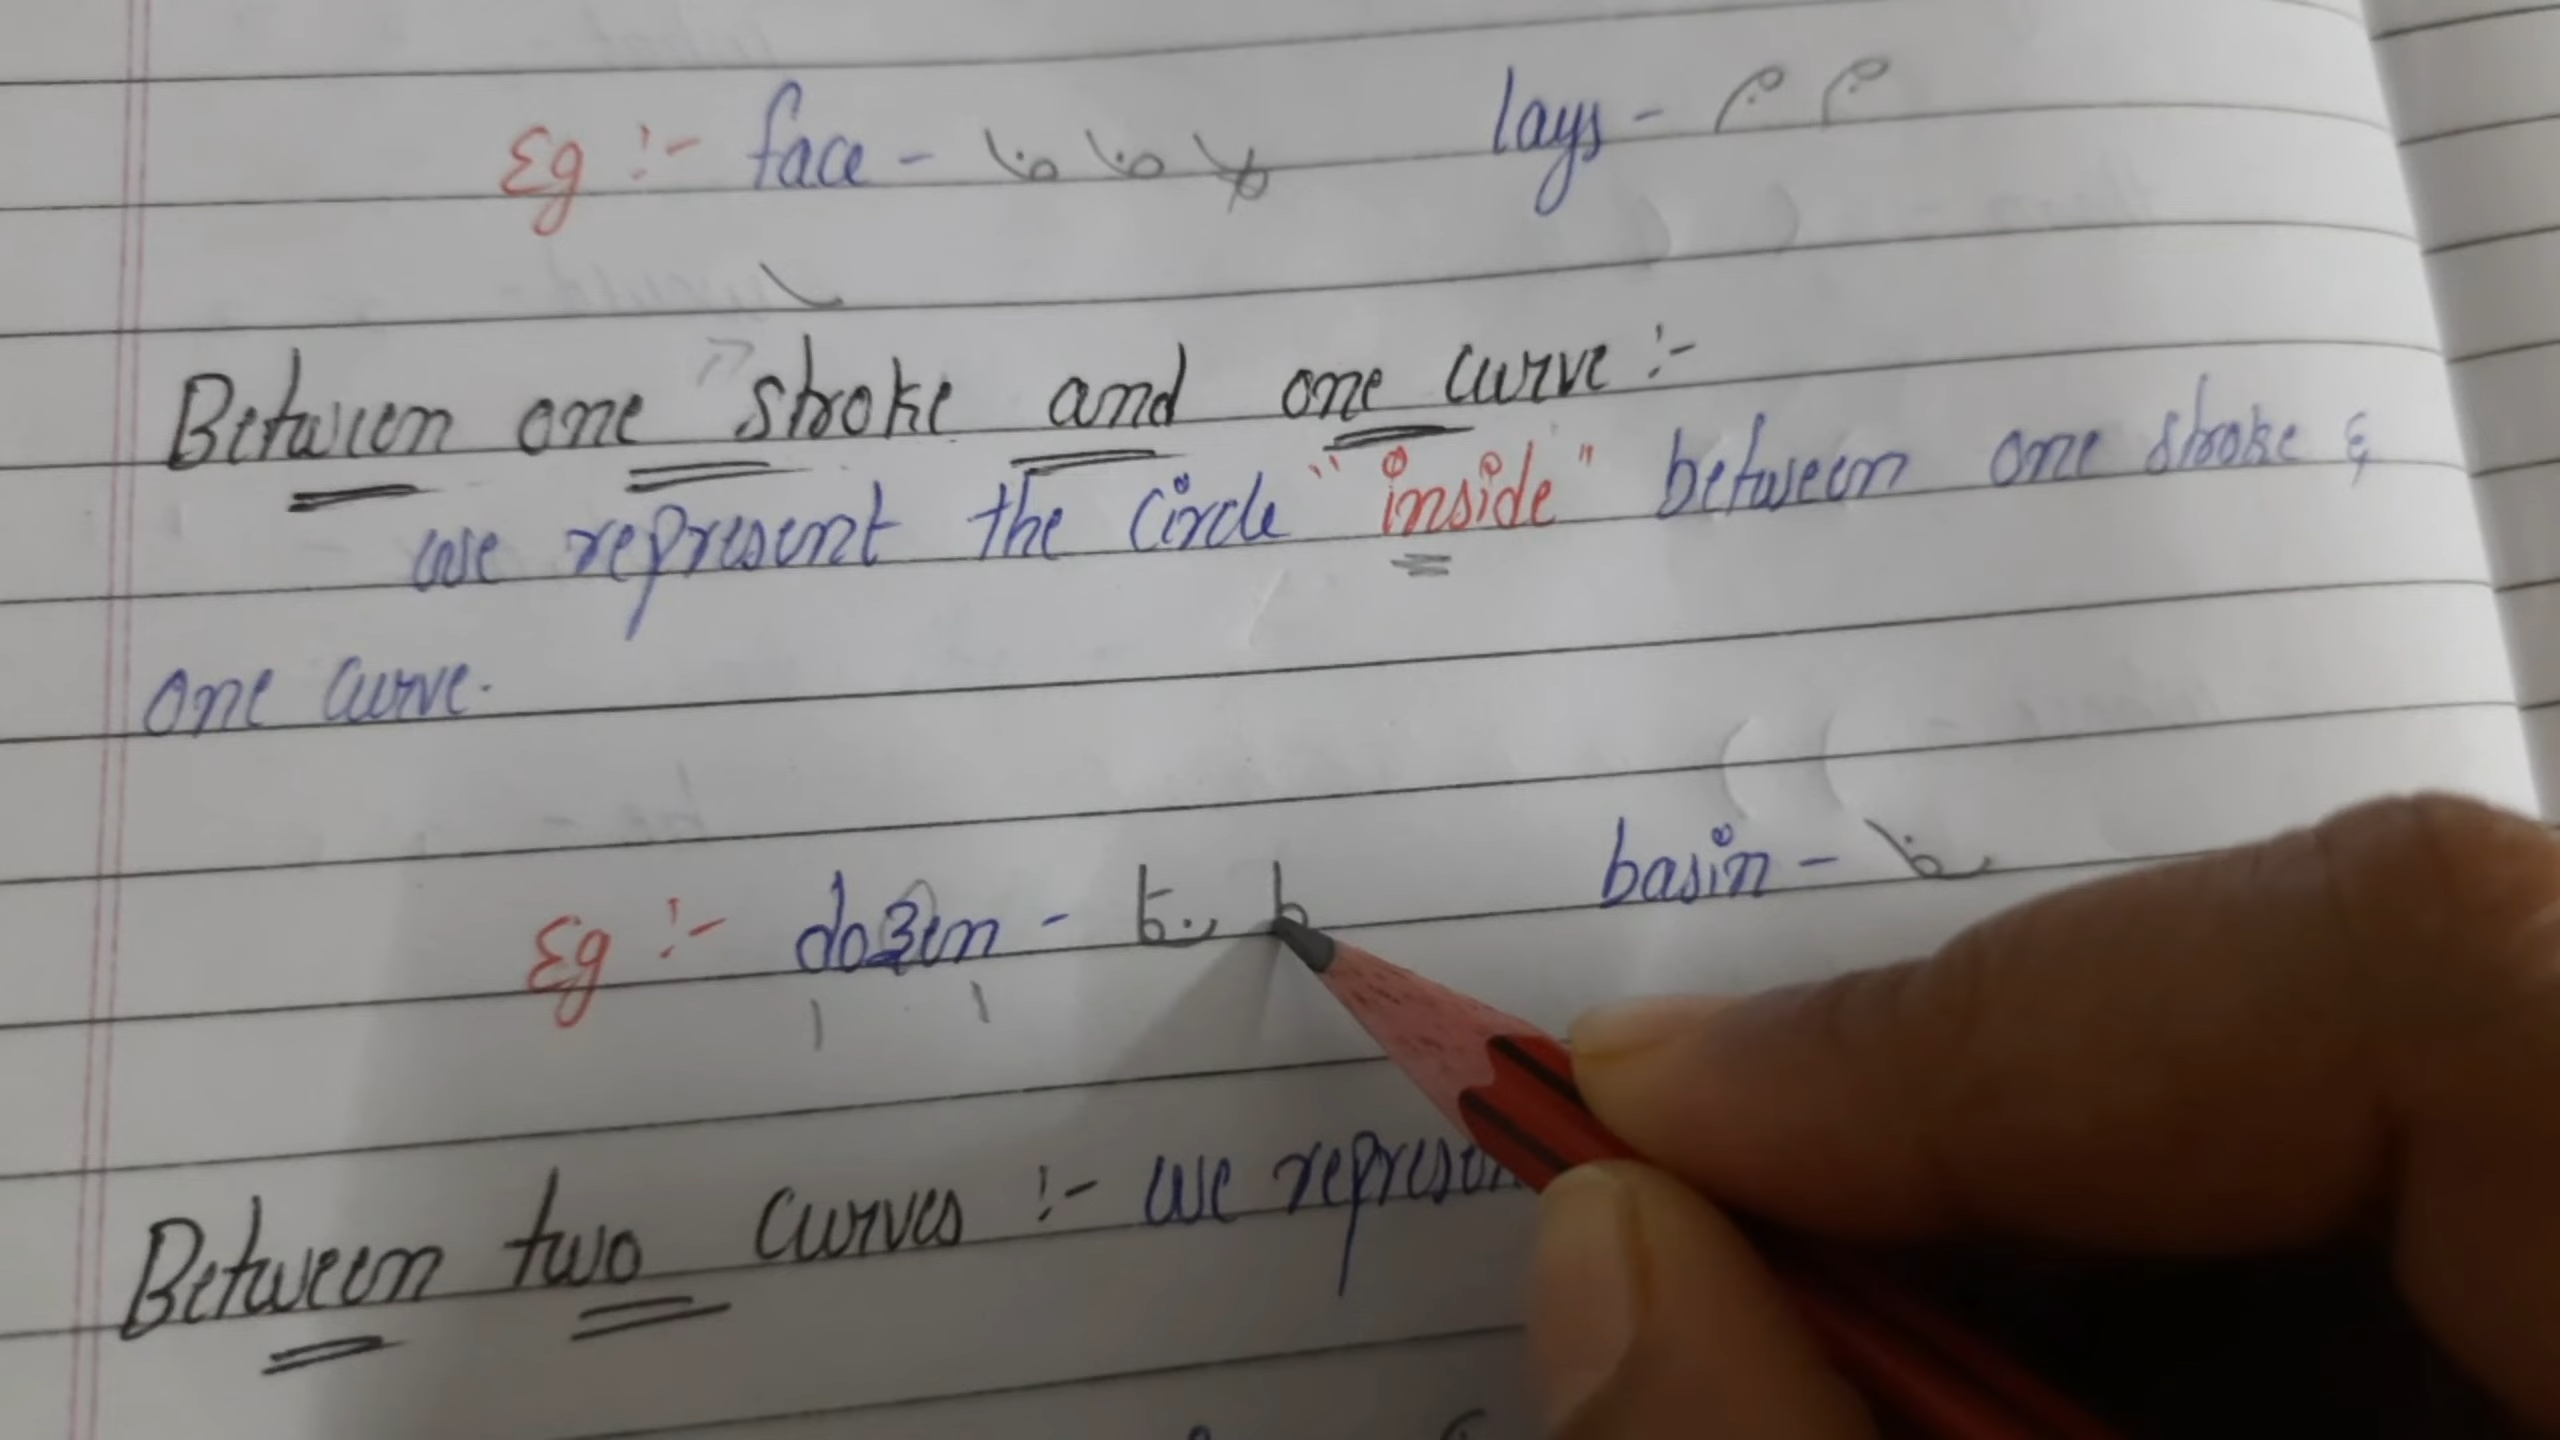 Eg :- face - lays -
Between one stroke and one curve :-
we represent the circle "inside" between one stroke &
one curve.
Eg :- dozen - basin -
Between two curves :- we